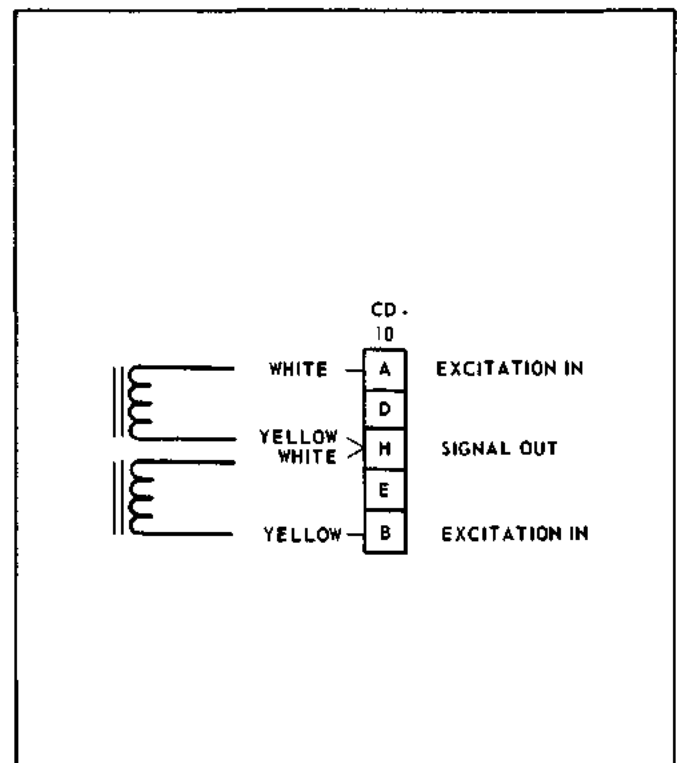 CD-
10
WHITE A EXCITATION IN
D
YELLOW
WHITE H SIGNAL OUT
E
YELLOW B EXCITATION IN